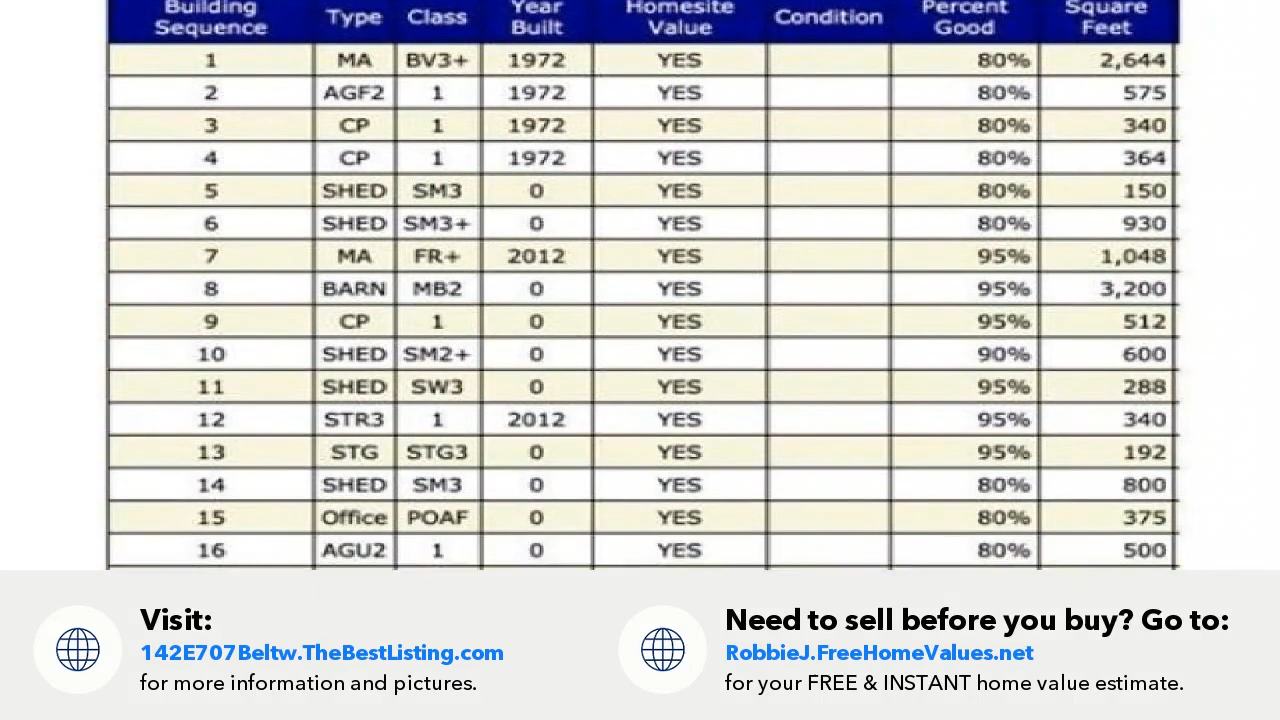 Building Sequence Type Class Year Built Homesite Value Condition Percent Good Square Feet
1 MA BV3+ 1972 YES 80% 2,644
2 AGF2 1 1972 YES 80% 575
3 CP 1 1972 YES 80% 340
4 CP 1 1972 YES 80% 364
5 SHED SM3 0 YES 80% 150
6 SHED SM3+ 0 YES 80% 930
7 MA FR+ 2012 YES 95% 1,048
8 BARN MB2 0 YES 95% 3,200
9 CP 1 0 YES 95% 512
10 SHED SM2+ 0 YES 90% 600
11 SHED SW3 0 YES 95% 288
12 STR3 1 2012 YES 95% 340
13 STG STG3 0 YES 95% 192
14 SHED SM3 0 YES 80% 800
15 Office POAF 0 YES 80% 375
16 AGU2 1 0 YES 80% 500
Visit:
142E707Beltw.TheBestListing.com
for more information and pictures.
Need to sell before you buy? Go to:
RobbieJ.FreeHomeValues.net
for your FREE & INSTANT home value estimate.